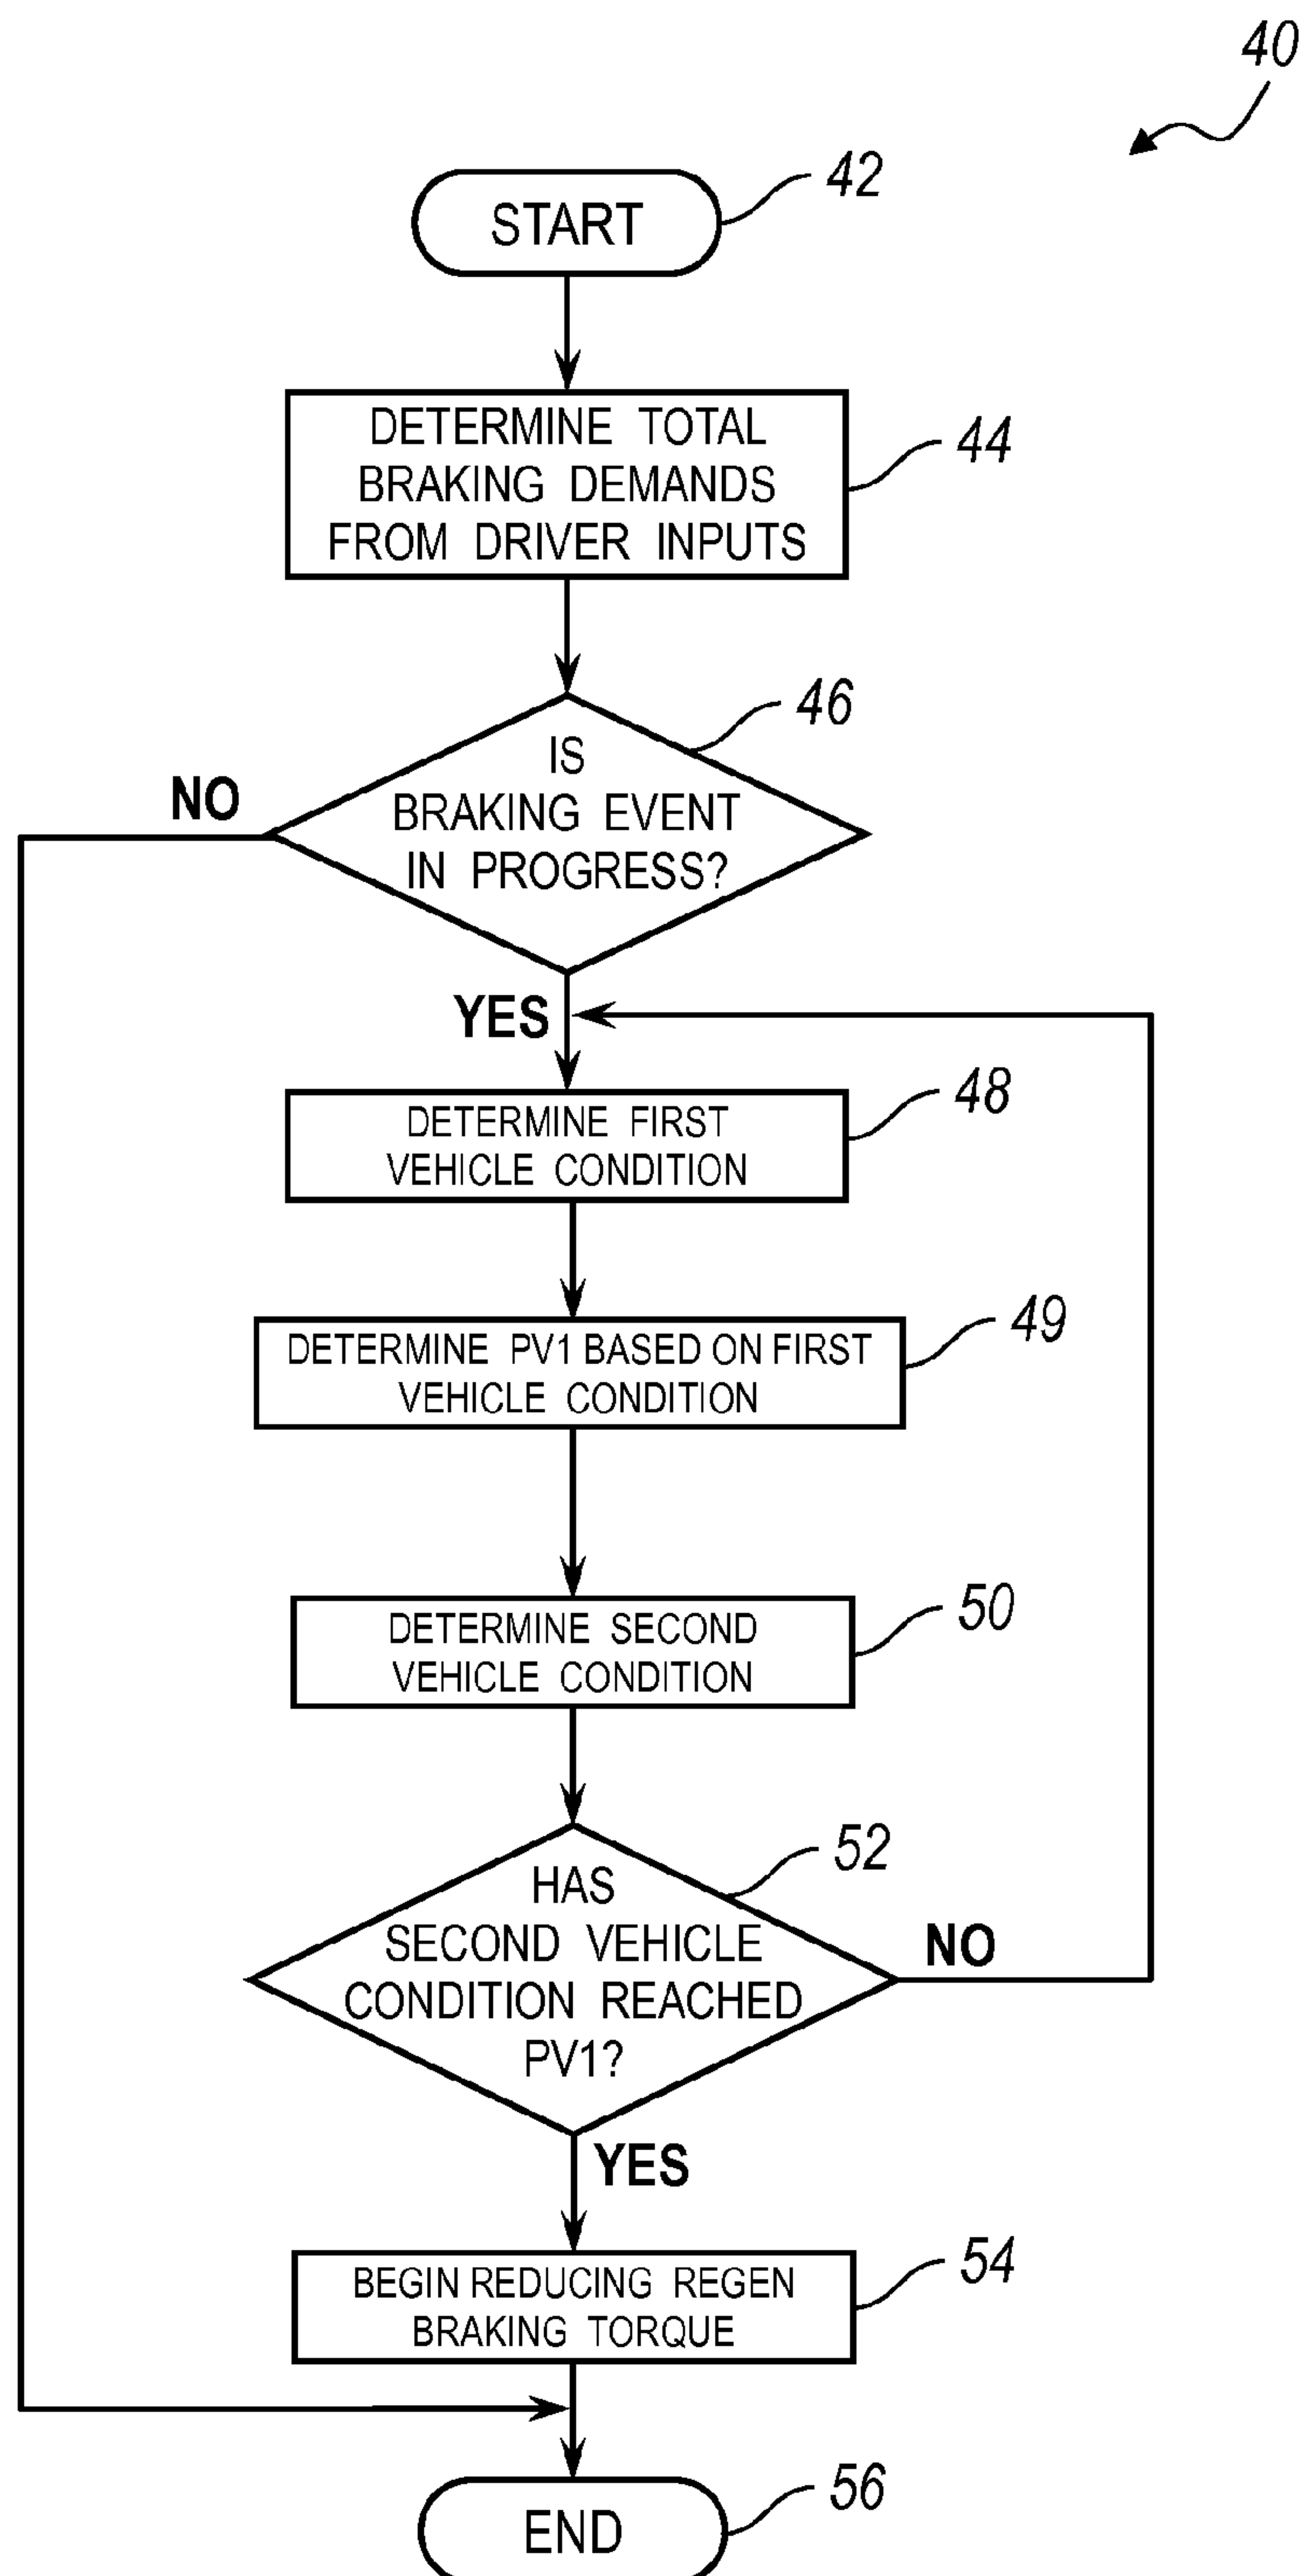 40
START
42
DETERMINE TOTAL
BRAKING DEMANDS
FROM DRIVER INPUTS
44
46
IS
BRAKING EVENT
IN PROGRESS?
NO
YES
48
DETERMINE FIRST
VEHICLE CONDITION
49
DETERMINE PV1 BASED ON FIRST
VEHICLE CONDITION
50
DETERMINE SECOND
VEHICLE CONDITION
52
HAS
SECOND VEHICLE
CONDITION REACHED
PV1?
NO
YES
54
BEGIN REDUCING REGEN
BRAKING TORQUE
56
END